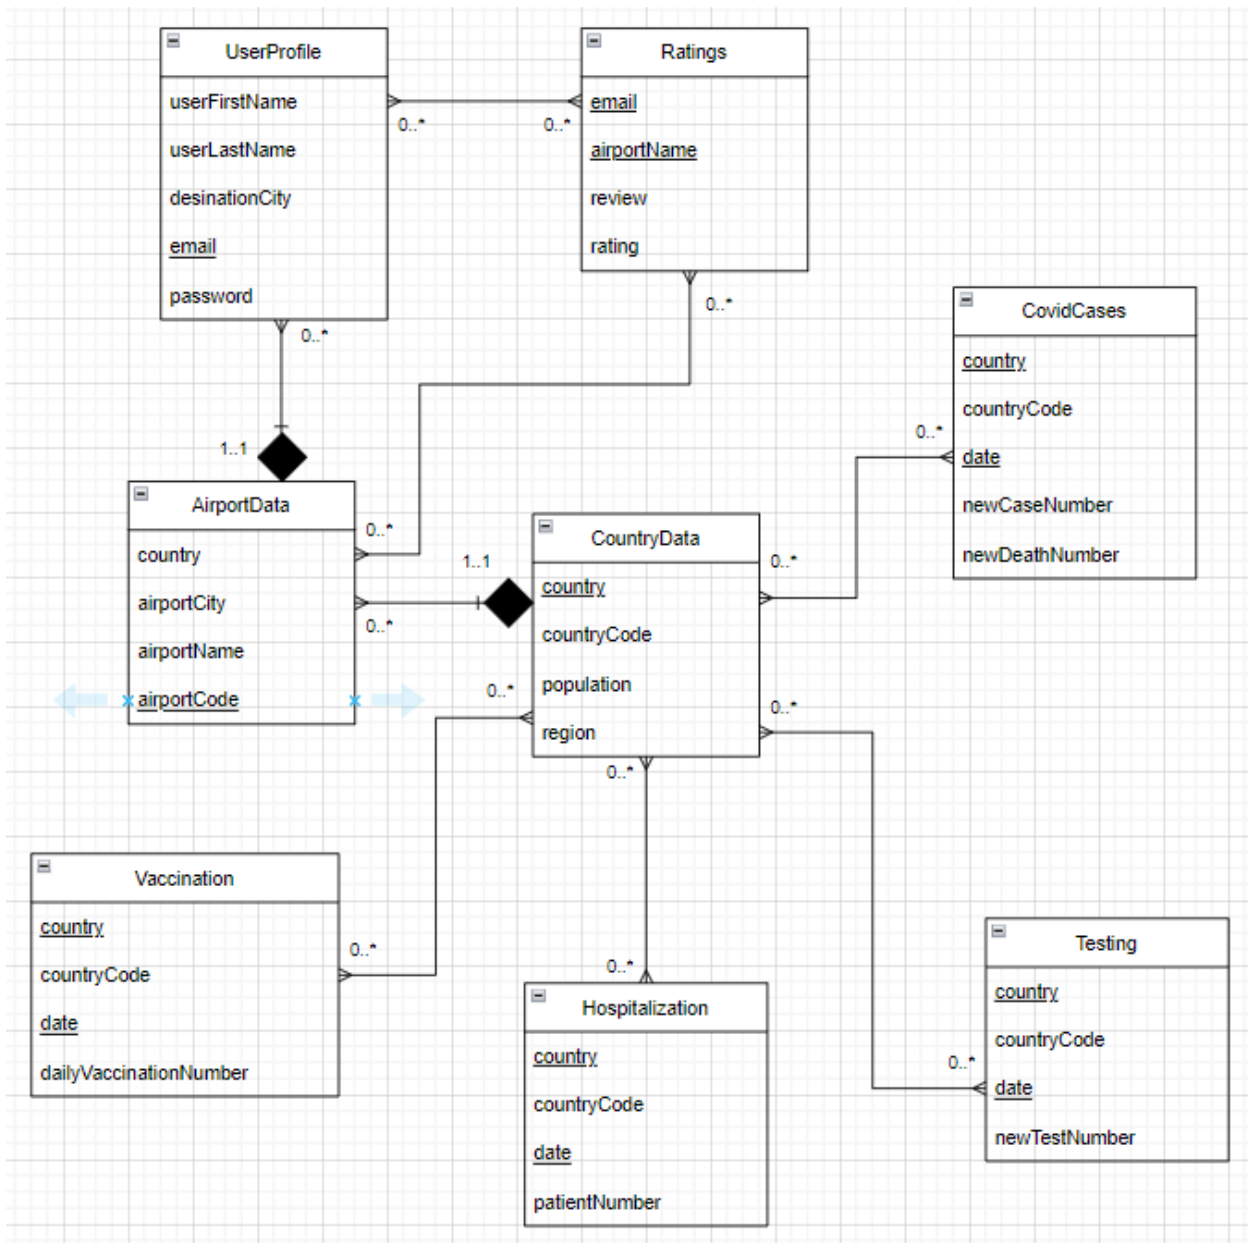 UserProfile
userFirstName
userLastName
desinationCity
email
password
0..*
0..*
Ratings
email
airportName
review
rating
0..*
0..*
1..1
AirportData
country
airportCity
airportName
airportCode
0..*
0..*
1..1
CountryData
country
countryCode
population
region
0..*
0..*
0..*
0..*
CovidCases
country
countryCode
date
newCaseNumber
newDeathNumber
0..*
Vaccination
country
countryCode
date
dailyVaccinationNumber
0..*
Hospitalization
country
countryCode
date
patientNumber
0..*
Testing
country
countryCode
date
newTestNumber
0..*